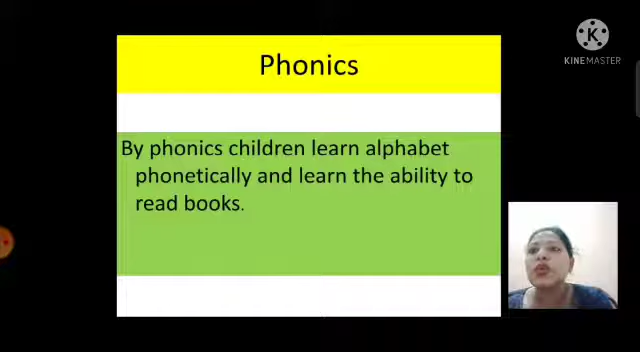 Phonics
By phonics children learn alphabet
phonetically and learn the ability to
read books.
K
KINEMASTER